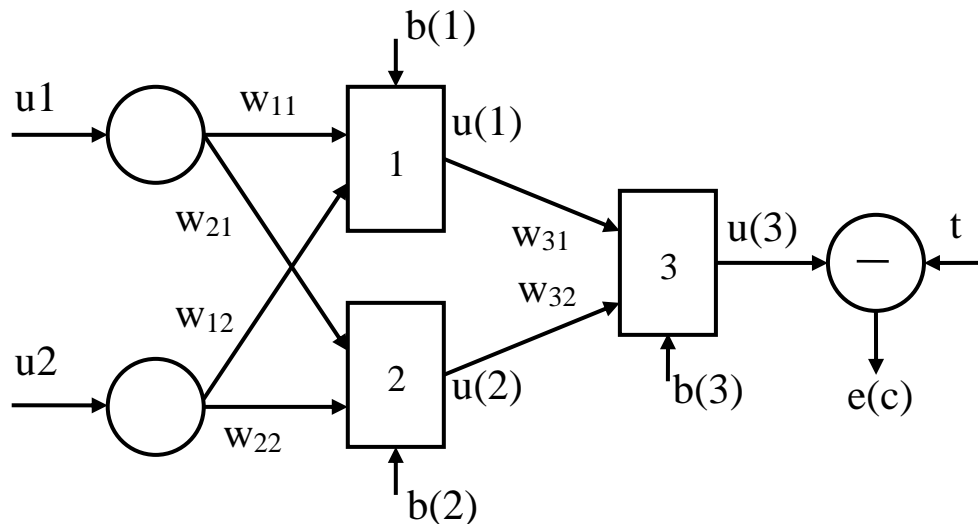 b(1)
u1
w₁₁
u(1)
1
w₂₁
w₃₁
u(3)
t
3
−
w₁₂
w₃₂
u2
2
u(2)
b(3)
e(c)
w₂₂
b(2)